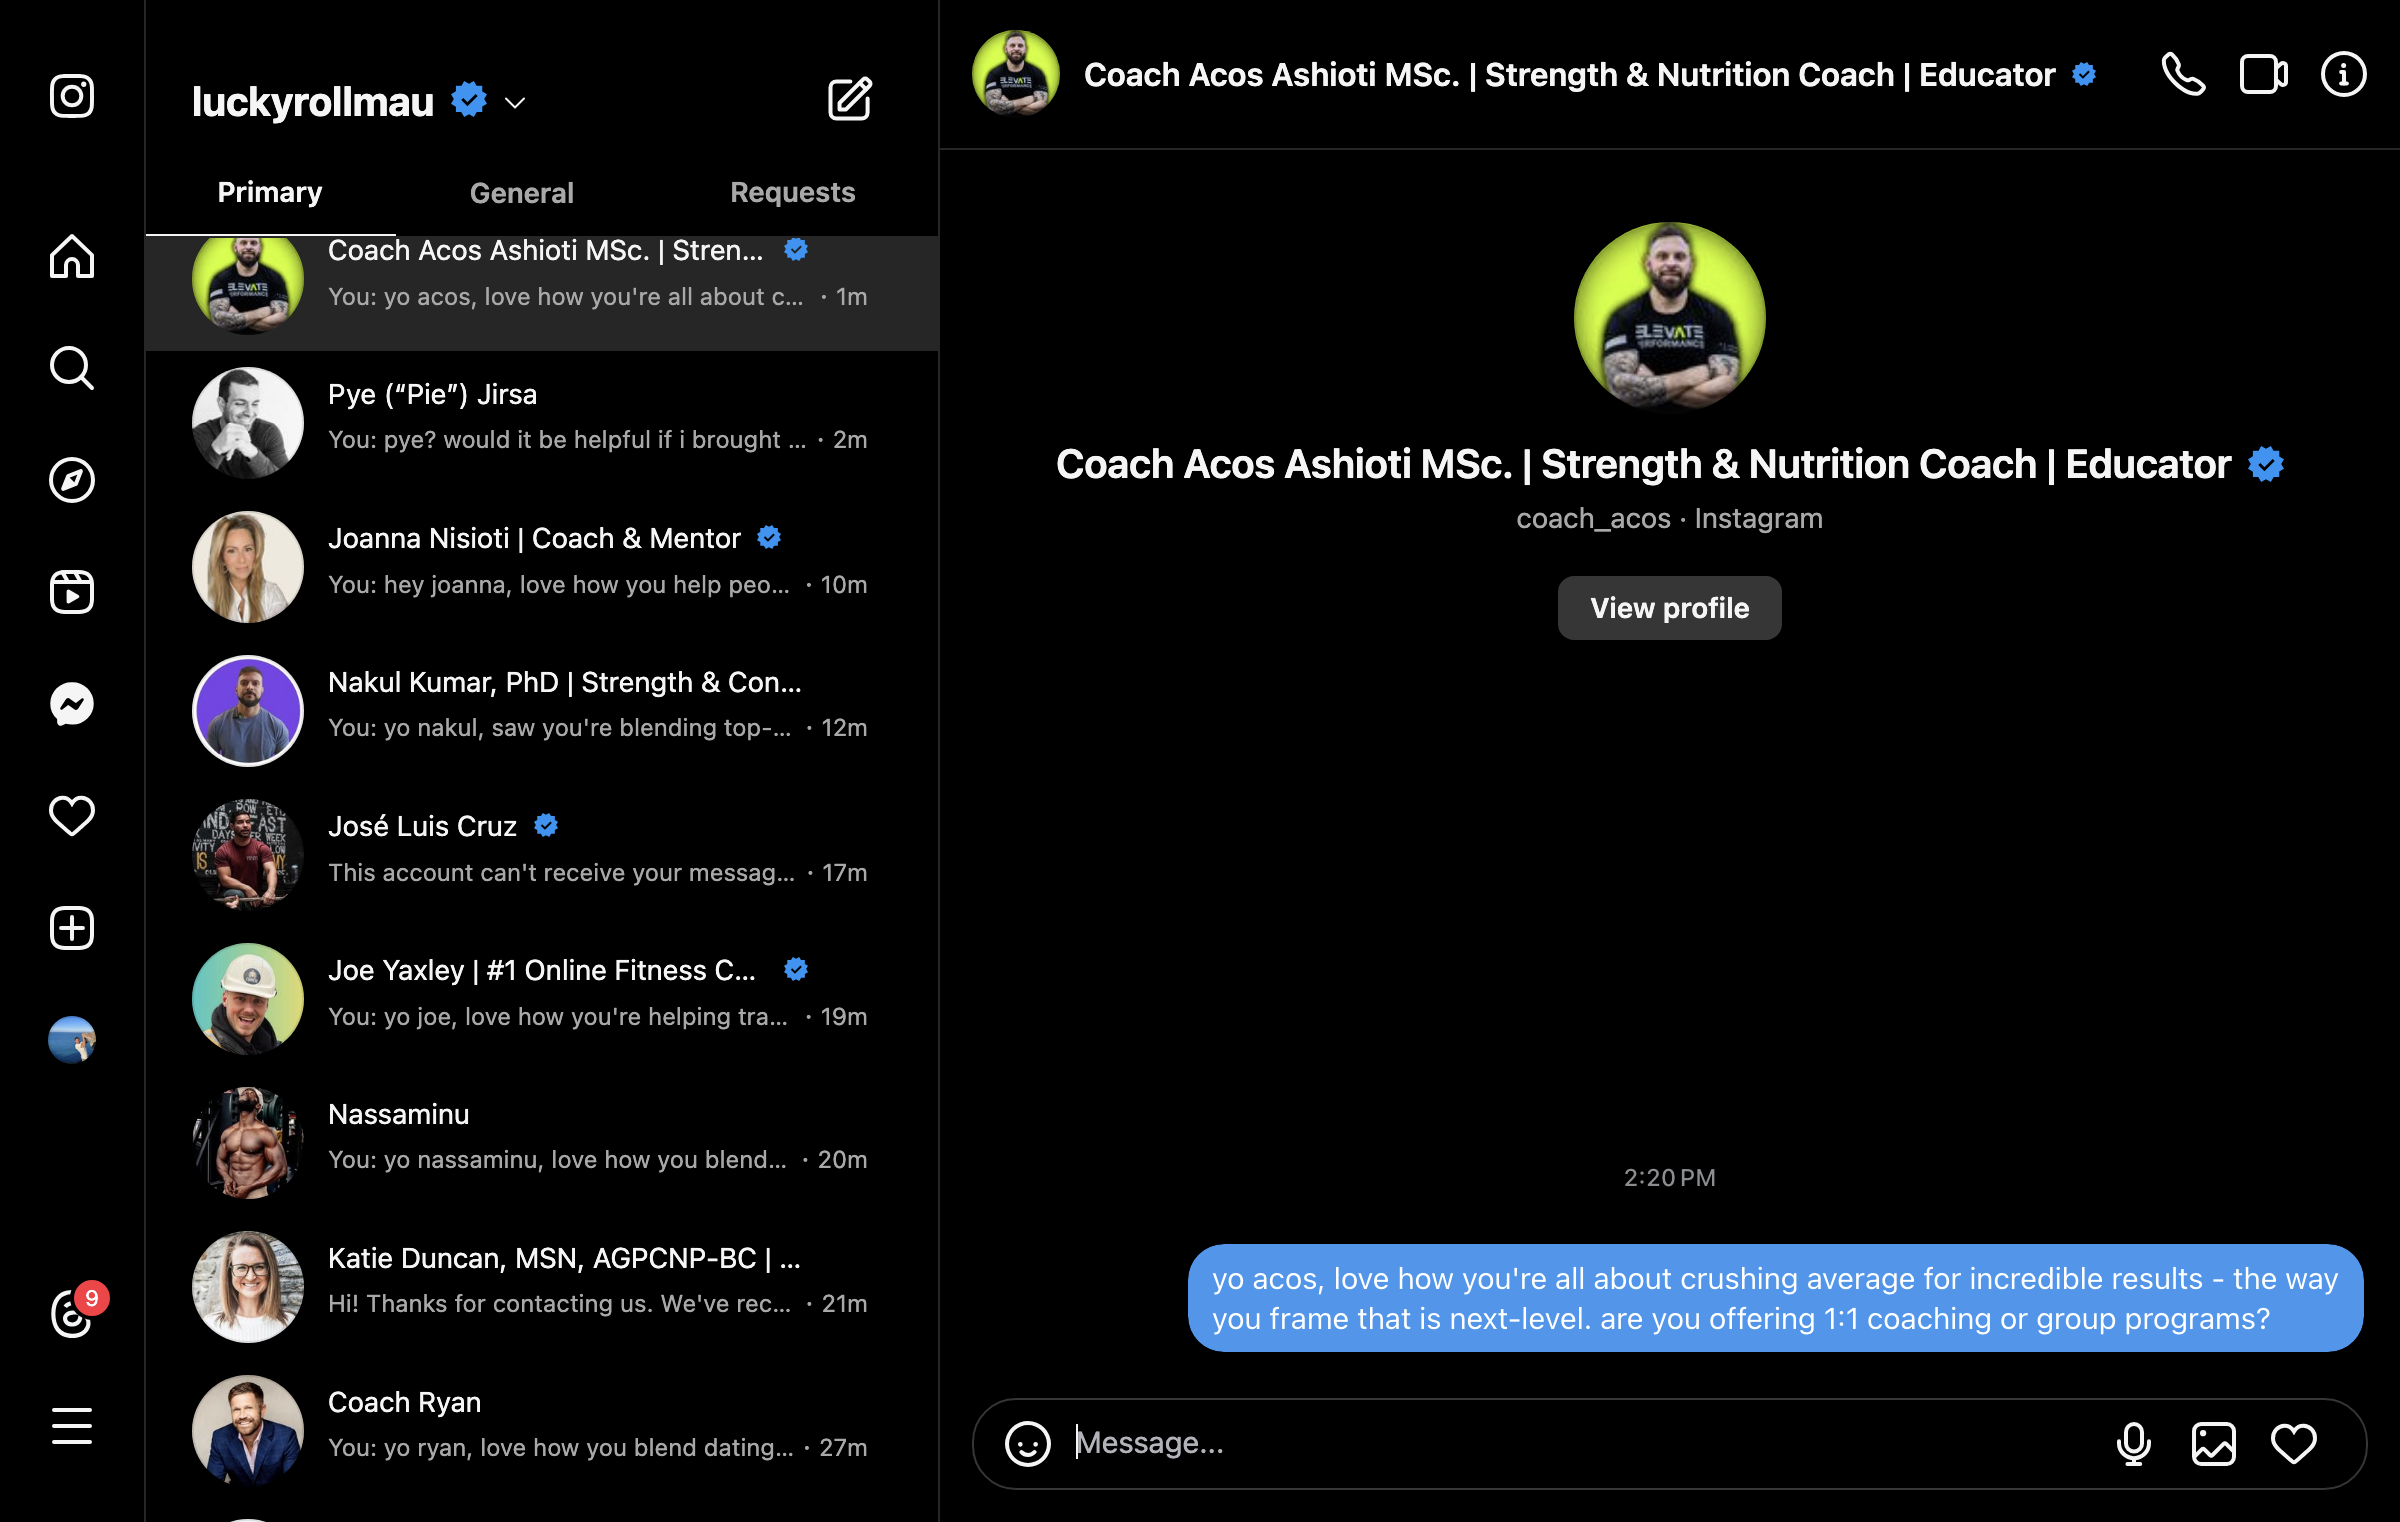 luckyrollmau
Primary
General
Requests
Coach Acos Ashioti MSc. | Stren...
You: yo acos, love how you're all about c... · 1m
Pye (“Pie”) Jirsa
You: pye? would it be helpful if i brought ... · 2m
Joanna Nisioti | Coach & Mentor
You: hey joanna, love how you help peo... · 10m
Nakul Kumar, PhD | Strength & Con...
You: yo nakul, saw you're blending top-... · 12m
José Luis Cruz
This account can't receive your messag... · 17m
Joe Yaxley | #1 Online Fitness C...
You: yo joe, love how you're helping tra... · 19m
Nassaminu
You: yo nassaminu, love how you blend... · 20m
Katie Duncan, MSN, AGPCNP-BC | ...
Hi! Thanks for contacting us. We've rec... · 21m
Coach Ryan
You: yo ryan, love how you blend dating... · 27m
9
Coach Acos Ashioti MSc. | Strength & Nutrition Coach | Educator
ELEVATE
PERFORMANCE
Coach Acos Ashioti MSc. | Strength & Nutrition Coach | Educator
coach_acos · Instagram
View profile
2:20 PM
yo acos, love how you're all about crushing average for incredible results - the way
you frame that is next-level. are you offering 1:1 coaching or group programs?
Message...